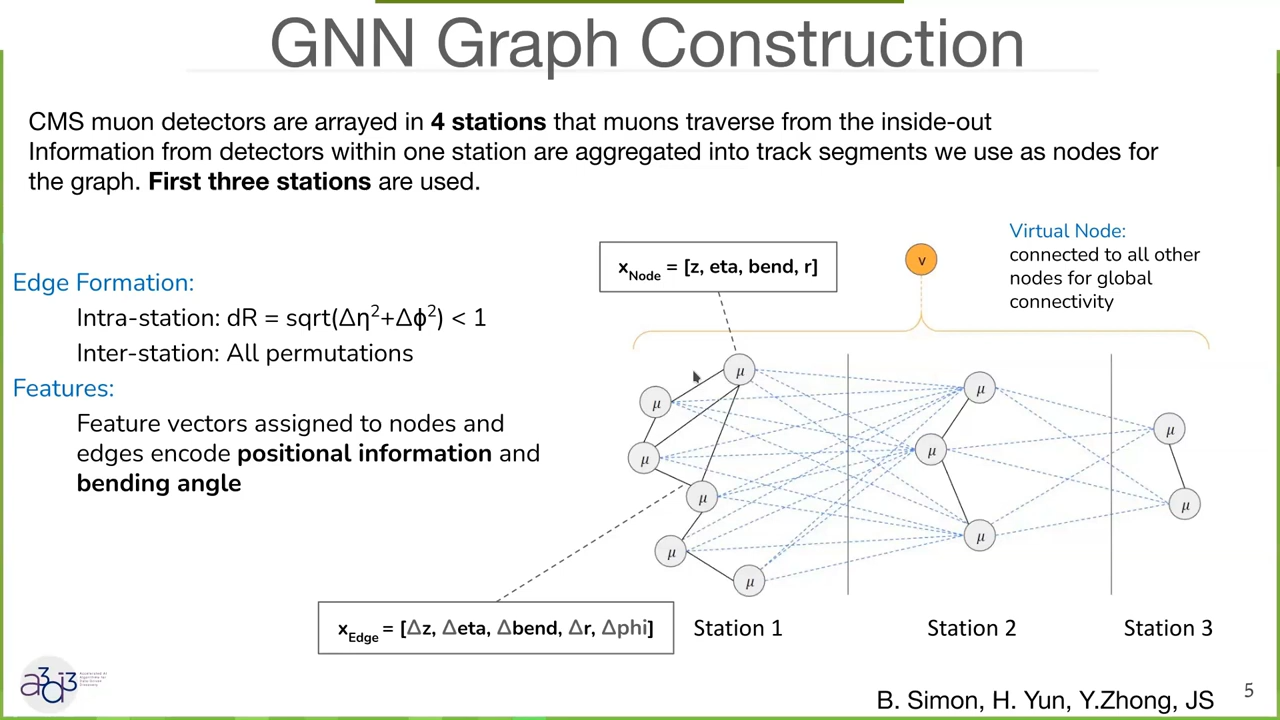 GNN Graph Construction
CMS muon detectors are arrayed in 4 stations that muons traverse from the inside-out
Information from detectors within one station are aggregated into track segments we use as nodes for
the graph. First three stations are used.
Edge Formation:
Intra-station: dR = sqrt(Δη²+Δϕ²) < 1
Inter-station: All permutations
Features:
Feature vectors assigned to nodes and
edges encode positional information and
bending angle
xNode = [z, eta, bend, r]
v
Virtual Node:
connected to all other
nodes for global
connectivity
μ
μ
μ
μ
μ
μ
μ
μ
μ
μ
μ
xEdge = [Δz, Δeta, Δbend, Δr, Δphi]
Station 1
Station 2
Station 3
a3d3
B. Simon, H. Yun, Y.Zhong, JS
5